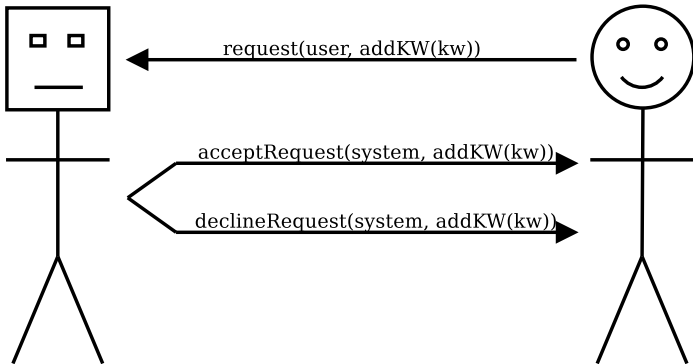 request(user, addKW(kw))
acceptRequest(system, addKW(kw))
declineRequest(system, addKW(kw))